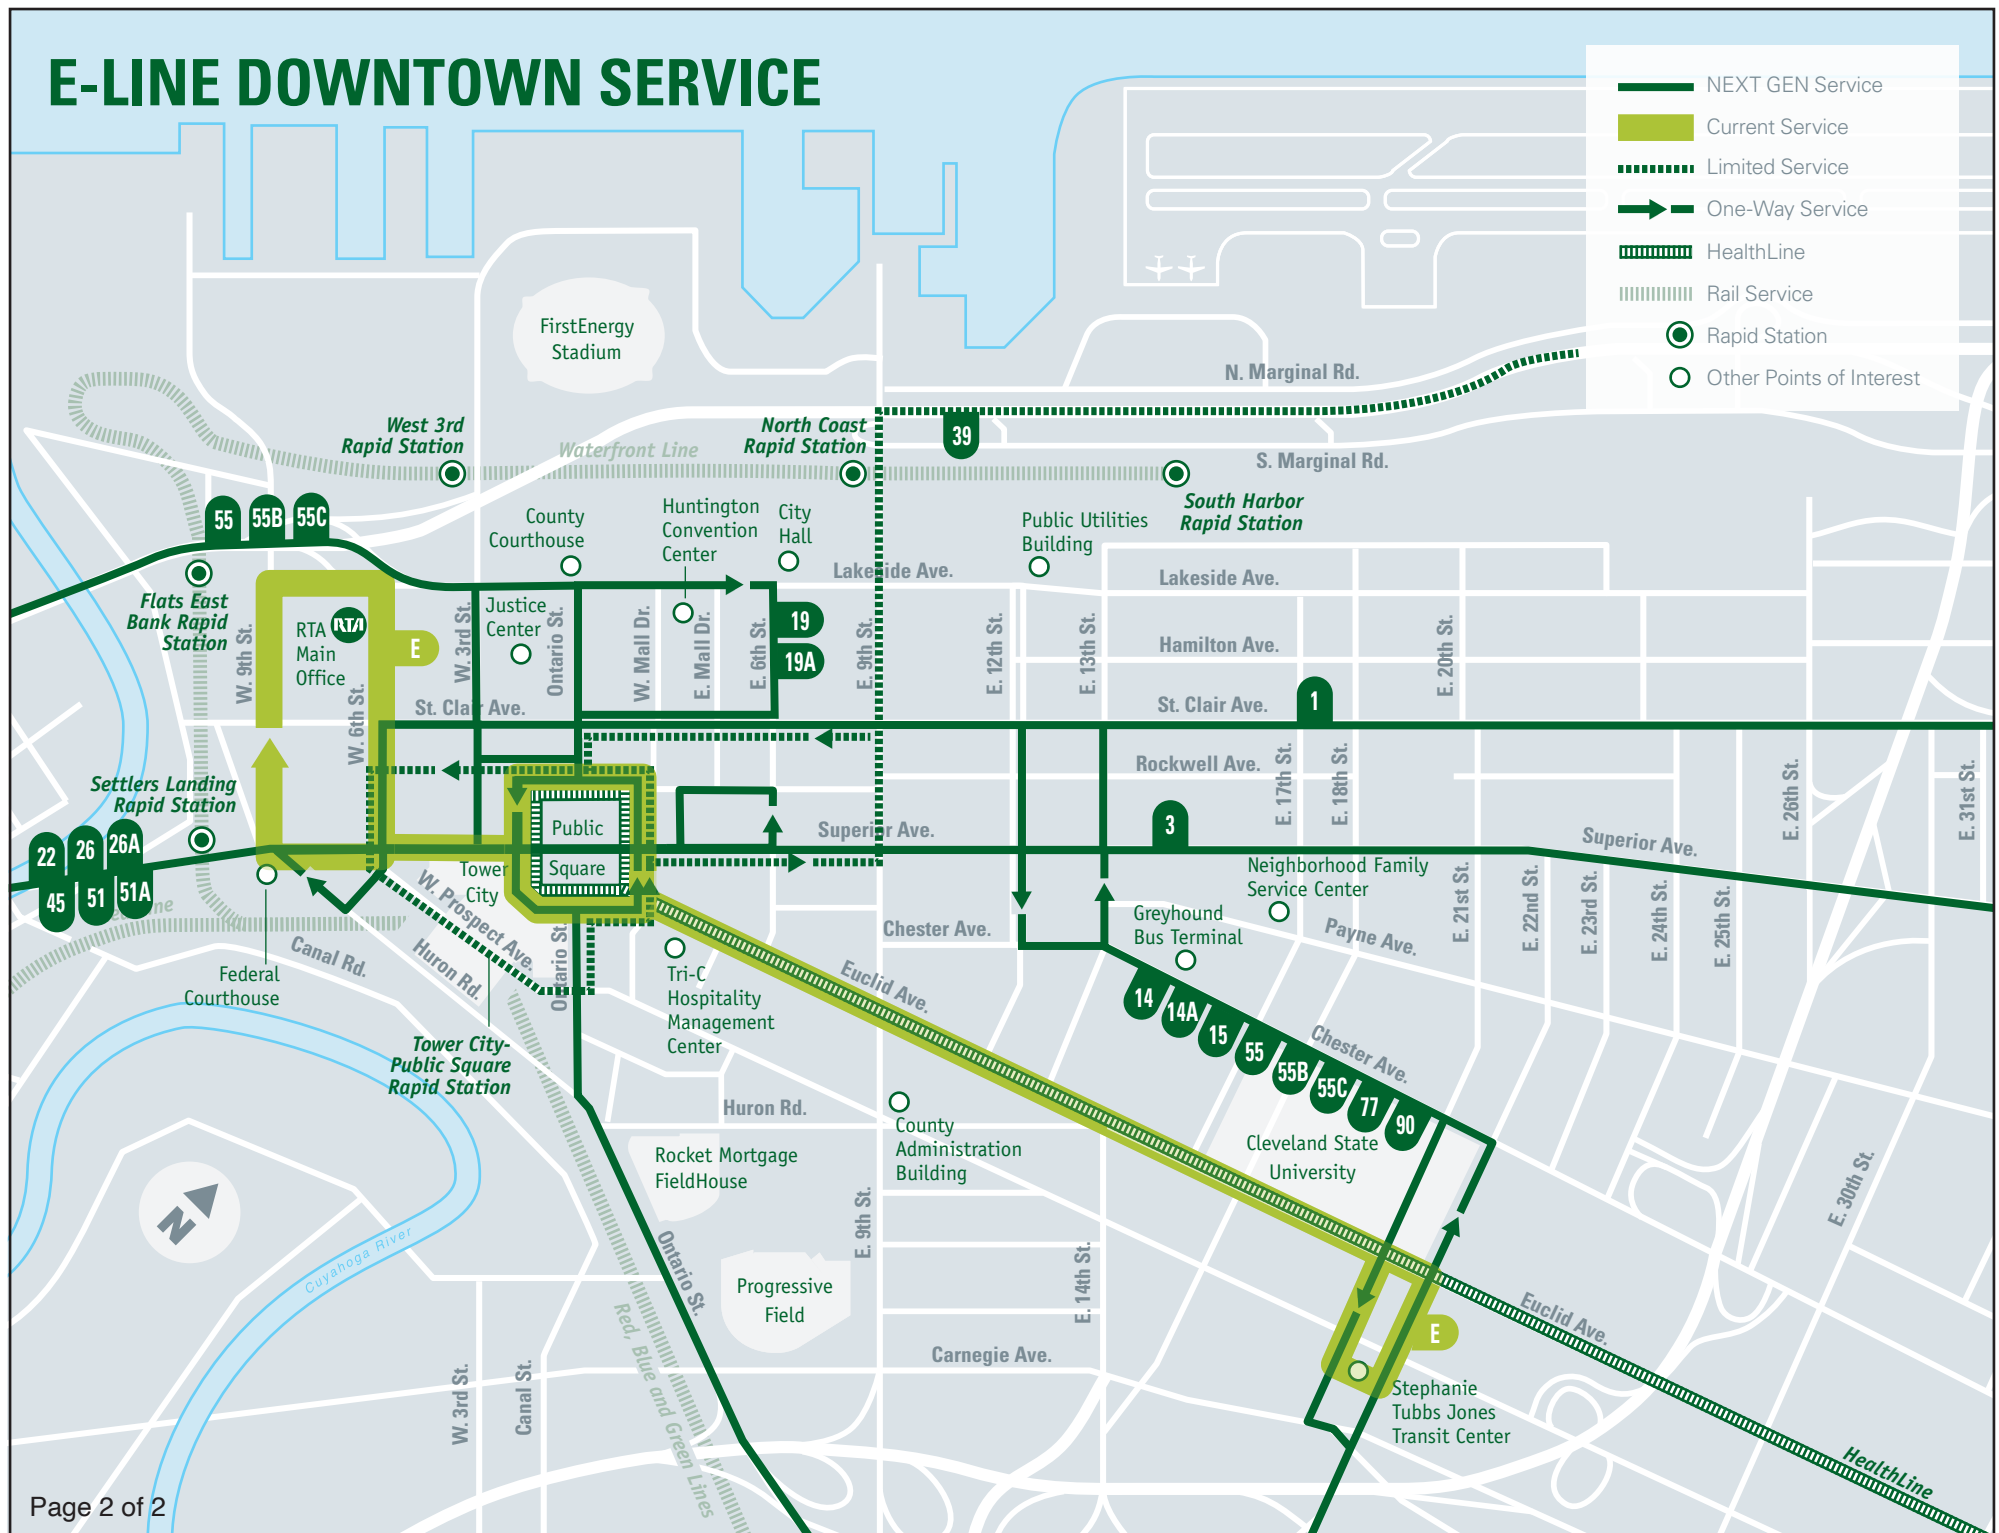 E-LINE DOWNTOWN SERVICE
NEXT GEN Service
Current Service
Limited Service
One-Way Service
HealthLine
Rail Service
Rapid Station
Other Points of Interest
FirstEnergy
Stadium
N. Marginal Rd.
West 3rd
Rapid Station
Waterfront Line
North Coast
Rapid Station
39
S. Marginal Rd.
South Harbor
Rapid Station
55
55B
55C
County
Courthouse
Huntington
Convention
Center
City
Hall
Public Utilities
Building
Lakeside Ave.
Lakeside Ave.
Flats East
Bank Rapid
Station
RTA
Main
Office
RTA
E
W. 9th St.
W. 6th St.
W. 3rd St.
Justice
Center
Ontario St.
W. Mall Dr.
E. Mall Dr.
E. 6th St.
19
19A
E. 9th St.
E. 12th St.
E. 13th St.
Hamilton Ave.
E. 20th St.
St. Clair Ave.
St. Clair Ave.
1
Rockwell Ave.
E. 17th St.
E. 18th St.
E. 26th St.
E. 31st St.
Settlers Landing
Rapid Station
22
26
26A
45
51
51A
Public
Square
Tower
City
Superior Ave.
3
Superior Ave.
Neighborhood Family
Service Center
E. 21st St.
E. 22nd St.
E. 23rd St.
E. 24th St.
E. 25th St.
W. Prospect Ave.
Canal Rd.
Huron Rd.
Ontario St.
Federal
Courthouse
Chester Ave.
Greyhound
Bus Terminal
Payne Ave.
Tri-C
Hospitality
Management
Center
Euclid Ave.
14
14A
15
55
55B
55C
77
90
Chester Ave.
Tower City-
Public Square
Rapid Station
Huron Rd.
County
Administration
Building
Cleveland State
University
Rocket Mortgage
FieldHouse
E. 9th St.
E. 30th St.
N
Cuyahoga River
Ontario St.
Progressive
Field
E. 14th St.
Euclid Ave.
E
Carnegie Ave.
W. 3rd St.
Canal St.
Red, Blue and Green Lines
Stephanie
Tubbs Jones
Transit Center
HealthLine
Page 2 of 2